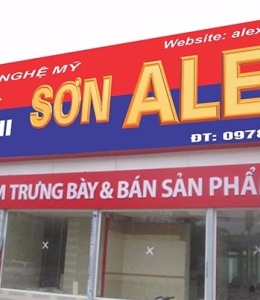 NGHỆ MỸ
Website: alex
SƠN ALE
ĐT: 0978
M TRƯNG BÀY & BÁN SẢN PHẨ